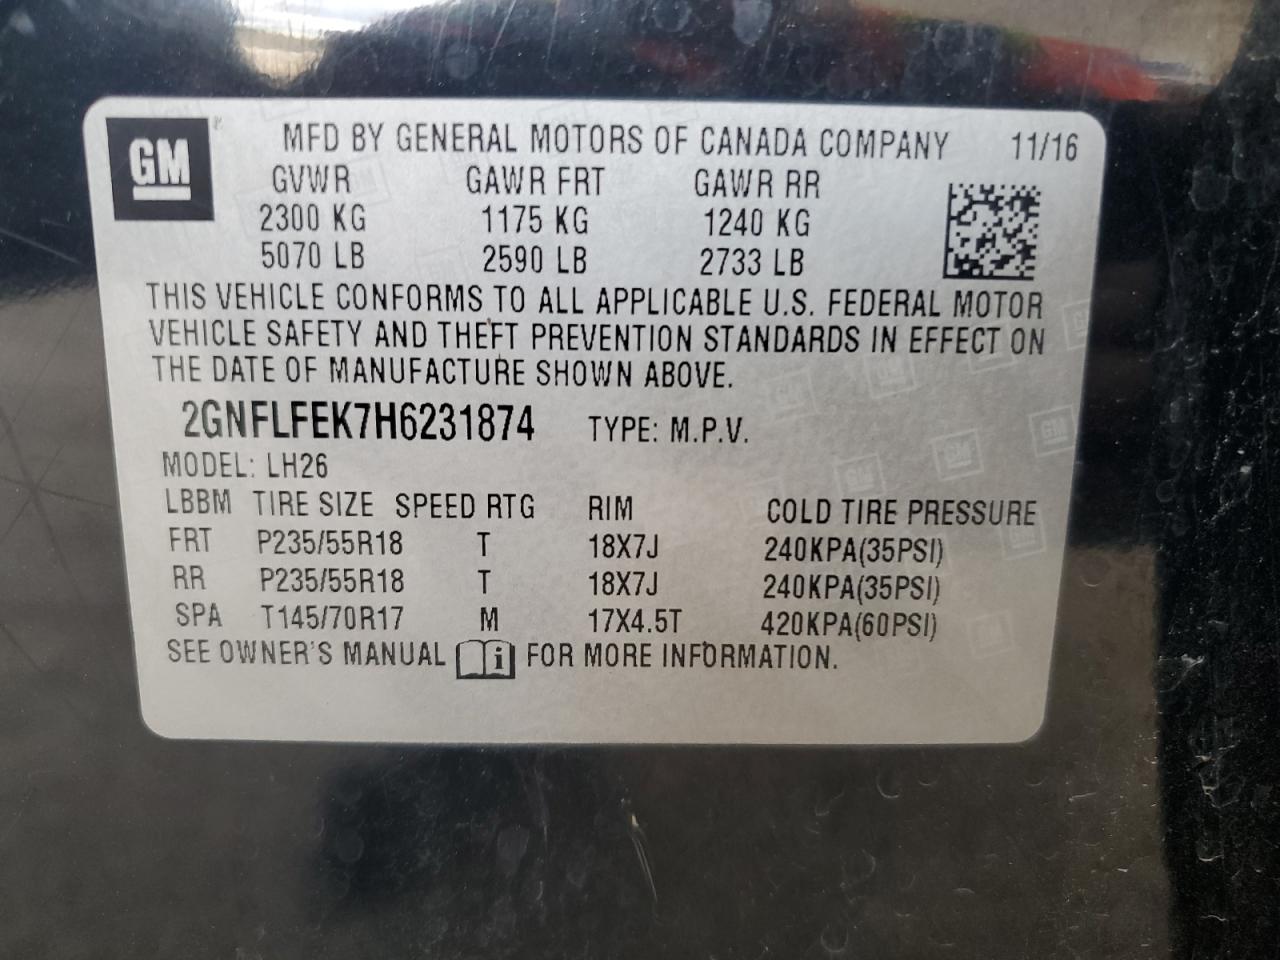 GM
MFD BY GENERAL MOTORS OF CANADA COMPANY 11/16
GVWR GAWR FRT GAWR RR
2300 KG 1175 KG 1240 KG
5070 LB 2590 LB 2733 LB
THIS VEHICLE CONFORMS TO ALL APPLICABLE U.S. FEDERAL MOTOR
VEHICLE SAFETY AND THEFT PREVENTION STANDARDS IN EFFECT ON
THE DATE OF MANUFACTURE SHOWN ABOVE.
2GNFLFEK7H6231874 TYPE: M.P.V.
MODEL: LH26
LBBM TIRE SIZE SPEED RTG RIM COLD TIRE PRESSURE
FRT P235/55R18 T 18X7J 240KPA(35PSI)
RR P235/55R18 T 18X7J 240KPA(35PSI)
SPA T145/70R17 M 17X4.5T 420KPA(60PSI)
SEE OWNER'S MANUAL i FOR MORE INFORMATION.